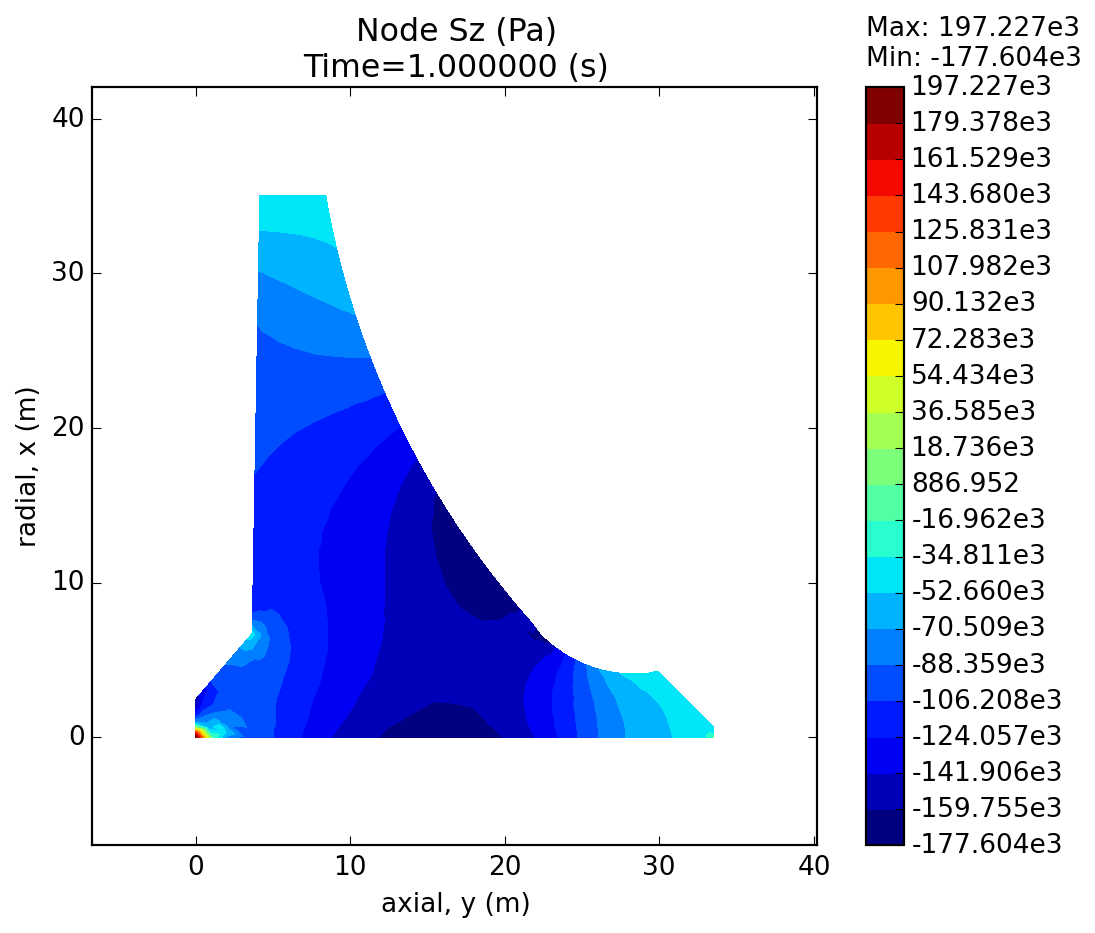 Node Sz (Pa)
Time=1.000000 (s)
Max: 197.227e3
Min: -177.604e3
197.227e3
179.378e3
161.529e3
143.680e3
125.831e3
107.982e3
90.132e3
72.283e3
54.434e3
36.585e3
18.736e3
886.952
-16.962e3
-34.811e3
-52.660e3
-70.509e3
-88.359e3
-106.208e3
-124.057e3
-141.906e3
-159.755e3
-177.604e3
40
30
20
10
0
radial, x (m)
0 10 20 30 40
axial, y (m)